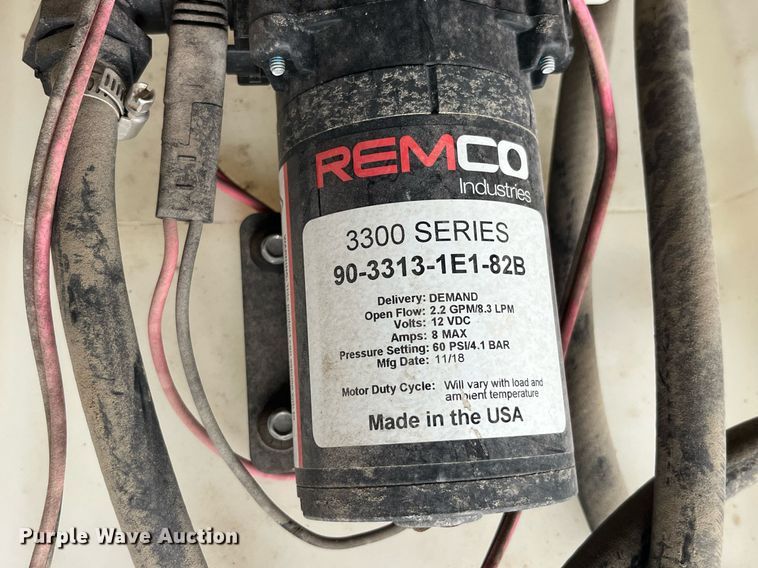 REMCO
Industries
3300 SERIES
90-3313-1E1-82B
Delivery: DEMAND
Open Flow: 2.2 GPM/8.3 LPM
Volts: 12 VDC
Amps: 8 MAX
Pressure Setting: 60 PSI/4.1 BAR
Mfg Date: 11/18
Motor Duty Cycle: Will vary with load and
ambient temperature
Made in the USA
Purple Wave Auction